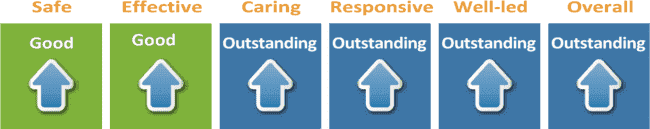 Safe Effective Caring Responsive Well-led Overall
Good Good Outstanding Outstanding Outstanding Outstanding